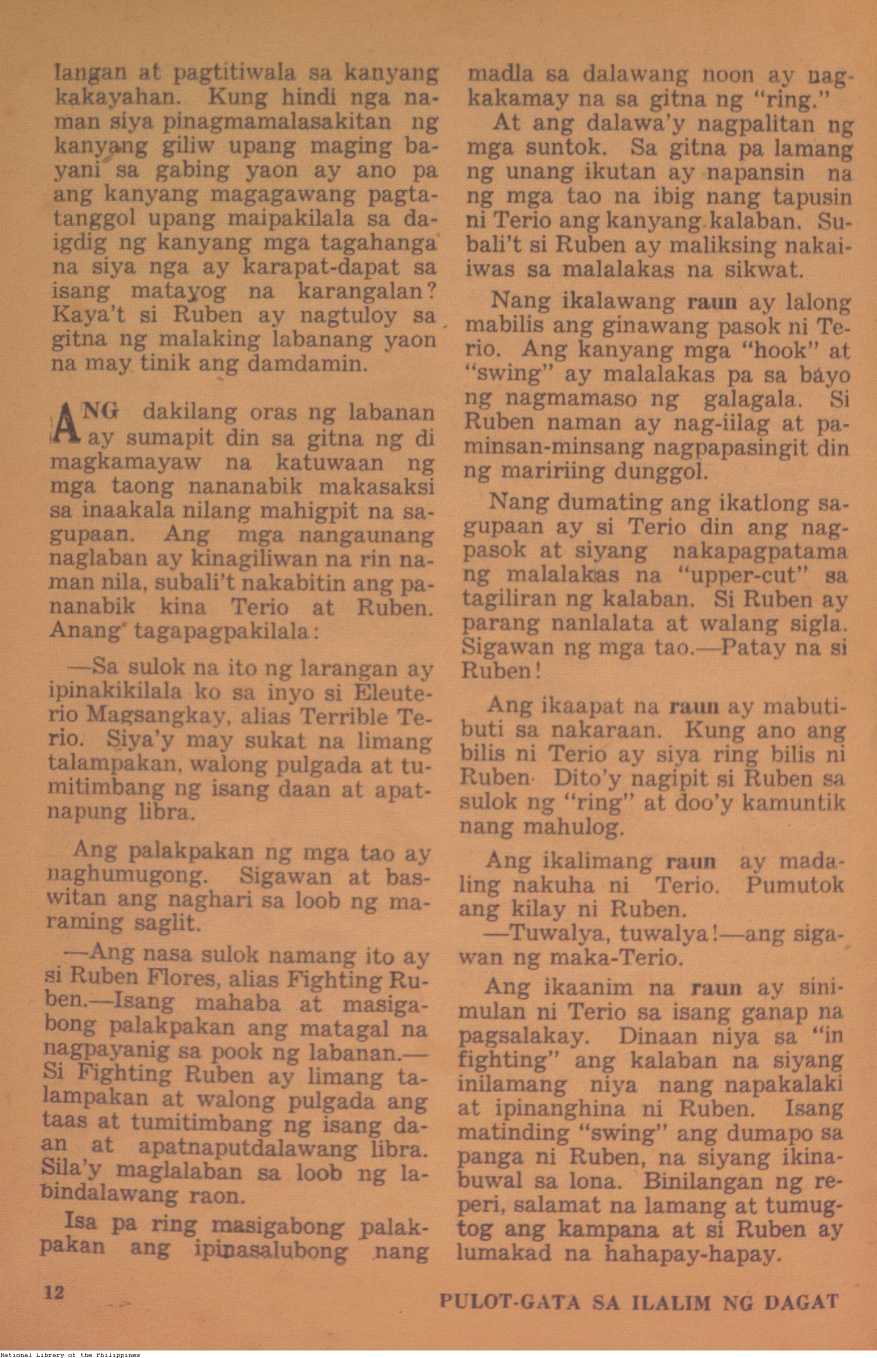 langan at pagtitiwala sa kanyang
kakayahan. Kung hindi nga na-
man siya pinagmamalasakitan ng
kanyang giliw upang maging ba-
yani sa gabing yaon ay ano pa
ang kanyang magagawang pagta-
tanggol upang maipakilala sa da-
igdig ng kanyang mga tagahanga
na siya nga ay karapat-dapat sa
isang matayog na karangalan?
Kaya't si Ruben ay nagtuloy sa
gitna ng malaking labanang yaon
na may tinik ang damdamin.
ANG dakilang oras ng labanan
ay sumapit din sa gitna ng di
magkamayaw na katuwaan ng
mga taong nananabik makasaksi
sa inaakala nilang mahigpit na sa-
gupaan. Ang mga nangaunang
naglaban ay kinagiliwan na rin na-
man nila, subali't nakabitin ang pa-
nanabik kina Terio at Ruben.
Anang tagapagpakilala:
—Sa sulok na ito ng larangan ay
ipinakikilala ko sa inyo si Eleute-
rio Magsangkay, alias Terrible Te-
rio. Siya'y may sukat na limang
talampakan, walong pulgada at tu-
mitimbang ng isang daan at apat-
napung libra.
Ang palakpakan ng mga tao ay
naghumugong. Sigawan at bas-
witan ang naghari sa loob ng ma-
raming saglit.
—Ang nasa sulok namang ito ay
si Ruben Flores, alias Fighting Ru-
ben.—Isang mahaba at masiga-
bong palakpakan ang matagal na
nagpayanig sa pook ng labanan.—
Si Fighting Ruben ay limang ta-
lampakan at walong pulgada ang
taas at tumitimbang ng isang da-
an at apatnaputdalawang libra.
Sila'y maglalaban sa loob ng la-
bindalawang raon.
Isa pa ring masigabong palak-
pakan ang ipinasalubong nang
madla sa dalawang noon ay nag-
kakamay na sa gitna ng "ring."
At ang dalawa'y nagpalitan ng
mga suntok. Sa gitna pa lamang
ng unang ikutan ay napansin na
ng mga tao na ibig nang tapusin
ni Terio ang kanyang kalaban. Su-
bali't si Ruben ay maliksing nakai-
iwas sa malalakas na sikwat.
Nang ikalawang raun ay lalong
mabilis ang ginawang pasok ni Te-
rio. Ang kanyang mga "hook" at
"swing" ay malalakas pa sa báyo
ng nagmamaso ng galagala. Si
Ruben naman ay nag-iilag at pa-
minsan-minsang nagpapasingit din
ng maririing dunggol.
Nang dumating ang ikatlong sa-
gupaan ay si Terio din ang nag-
pasok at siyang nakapagpatama
ng malalakas na "upper-cut" sa
tagiliran ng kalaban. Si Ruben ay
parang nanlalata at walang sigla.
Sigawan ng mga tao.—Patay na si
Ruben!
Ang ikaapat na raun ay mabuti-
buti sa nakaraan. Kung ano ang
bilis ni Terio ay siya ring bilis ni
Ruben. Dito'y nagipit si Ruben sa
sulok ng "ring" at doo'y kamuntik
nang mahulog.
Ang ikalimang raun ay mada-
ling nakuha ni Terio. Pumutok
ang kilay ni Ruben.
—Tuwalya, tuwalya!—ang siga-
wan ng maka-Terio.
Ang ikaanim na raun ay sini-
mulan ni Terio sa isang ganap na
pagsalakay. Dinaan niya sa "in
fighting" ang kalaban na siyang
inilamang niya nang napakalaki
at ipinanghina ni Ruben. Isang
matinding "swing" ang dumapo sa
panga ni Ruben, na siyang ikina-
buwal sa lona. Binilangan ng re-
peri, salamat na lamang at tumug-
tog ang kampana at si Ruben ay
lumakad na hahapay-hapay.
12
PULOT-GATA SA ILALIM NG DAGAT
National Library of the Philippines